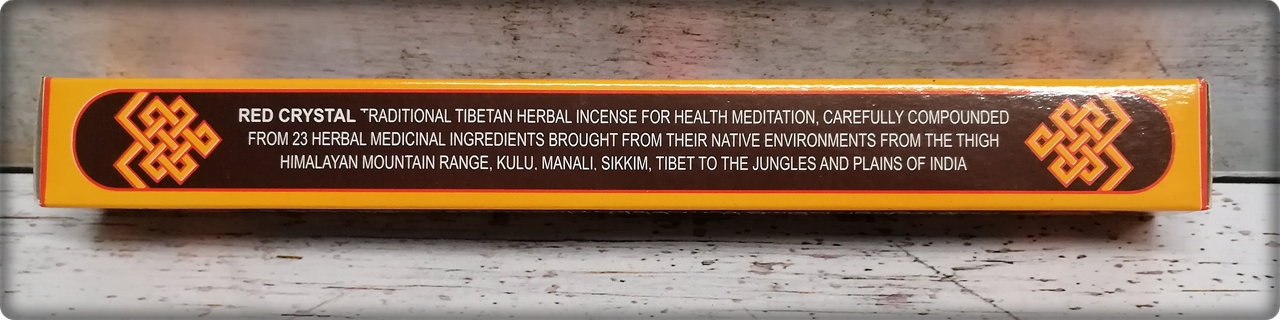 RED CRYSTAL TRADITIONAL TIBETAN HERBAL INCENSE FOR HEALTH MEDITATION, CAREFULLY COMPOUNDED
FROM 23 HERBAL MEDICINAL INGREDIENTS BROUGHT FROM THEIR NATIVE ENVIRONMENTS FROM THE THIGH
HIMALAYAN MOUNTAIN RANGE, KULU, MANALI, SIKKIM, TIBET TO THE JUNGLES AND PLAINS OF INDIA